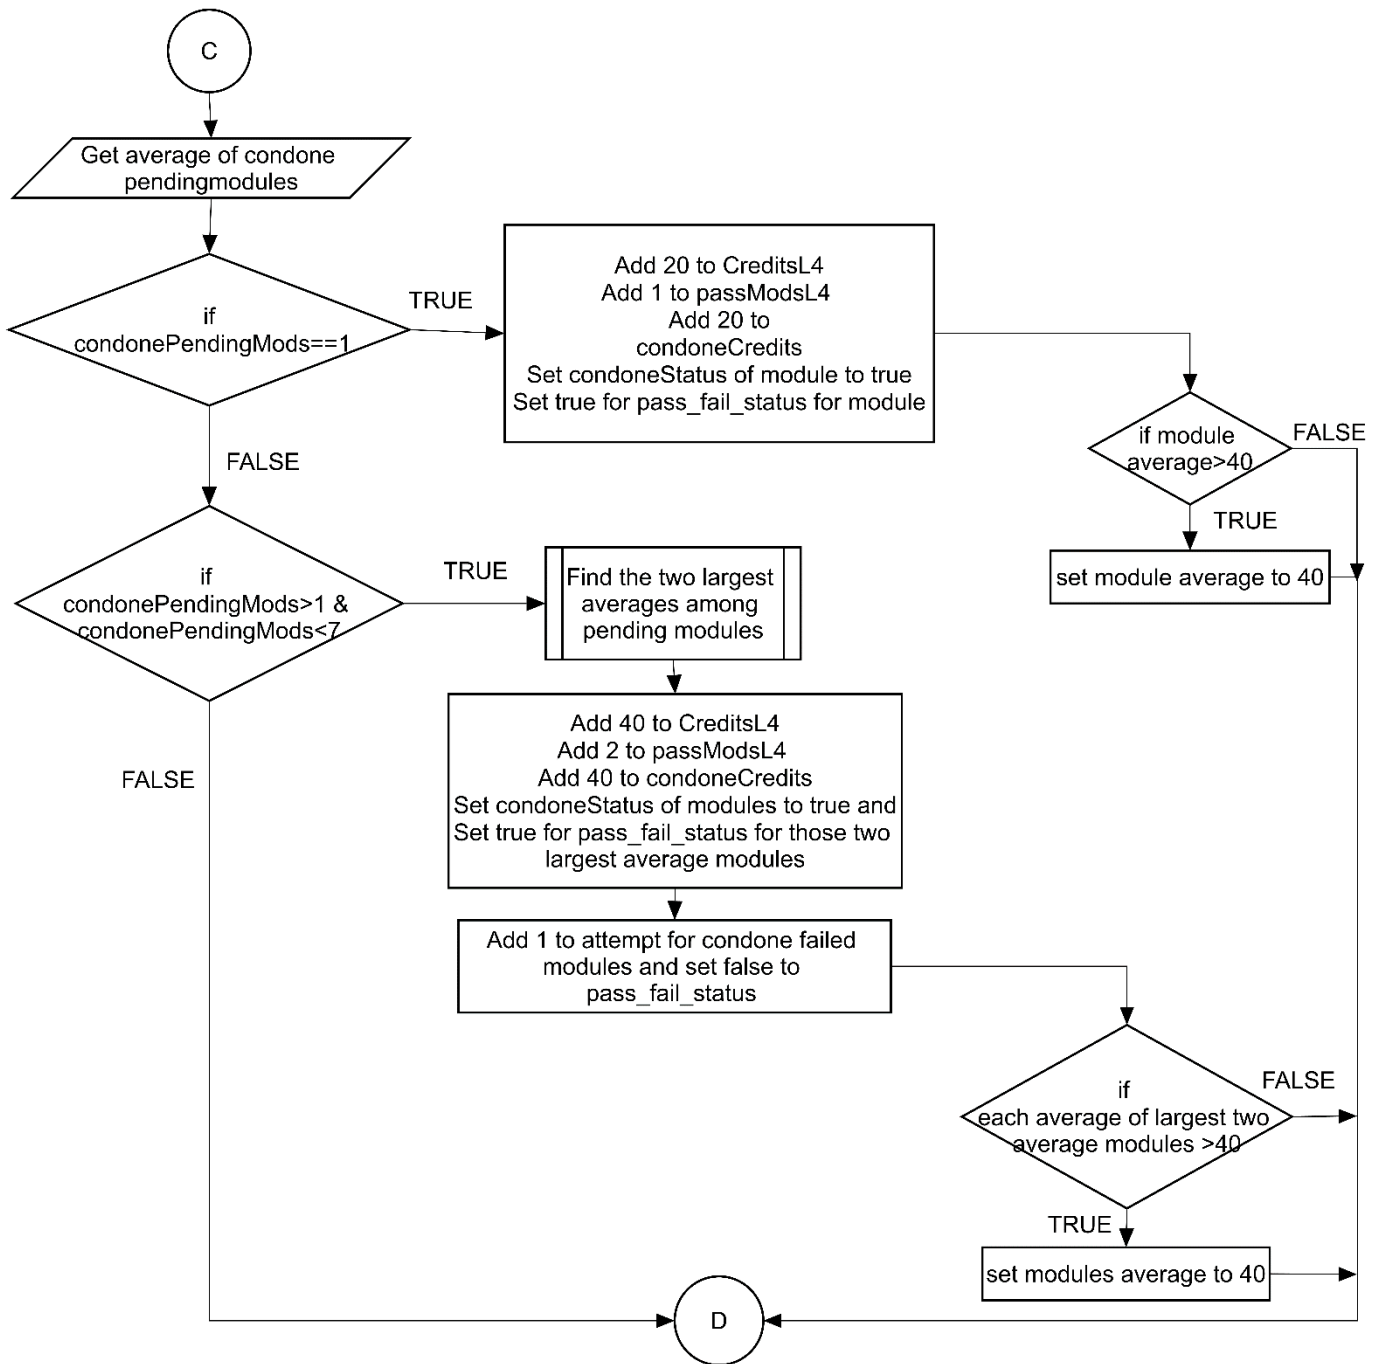 C
Get average of condone
pendingmodules
if
condonePendingMods==1
TRUE
Add 20 to CreditsL4
Add 1 to passModsL4
Add 20 to
condoneCredits
Set condoneStatus of module to true
Set true for pass_fail_status for module
if module
average>40
FALSE
TRUE
set module average to 40
FALSE
if
condonePendingMods>1 &
condonePendingMods<7
TRUE
Find the two largest
averages among
pending modules
Add 40 to CreditsL4
Add 2 to passModsL4
Add 40 to condoneCredits
Set condoneStatus of modules to true and
Set true for pass_fail_status for those two
largest average modules
FALSE
Add 1 to attempt for condone failed
modules and set false to
pass_fail_status
if
each average of largest two
average modules >40
FALSE
TRUE
set modules average to 40
D